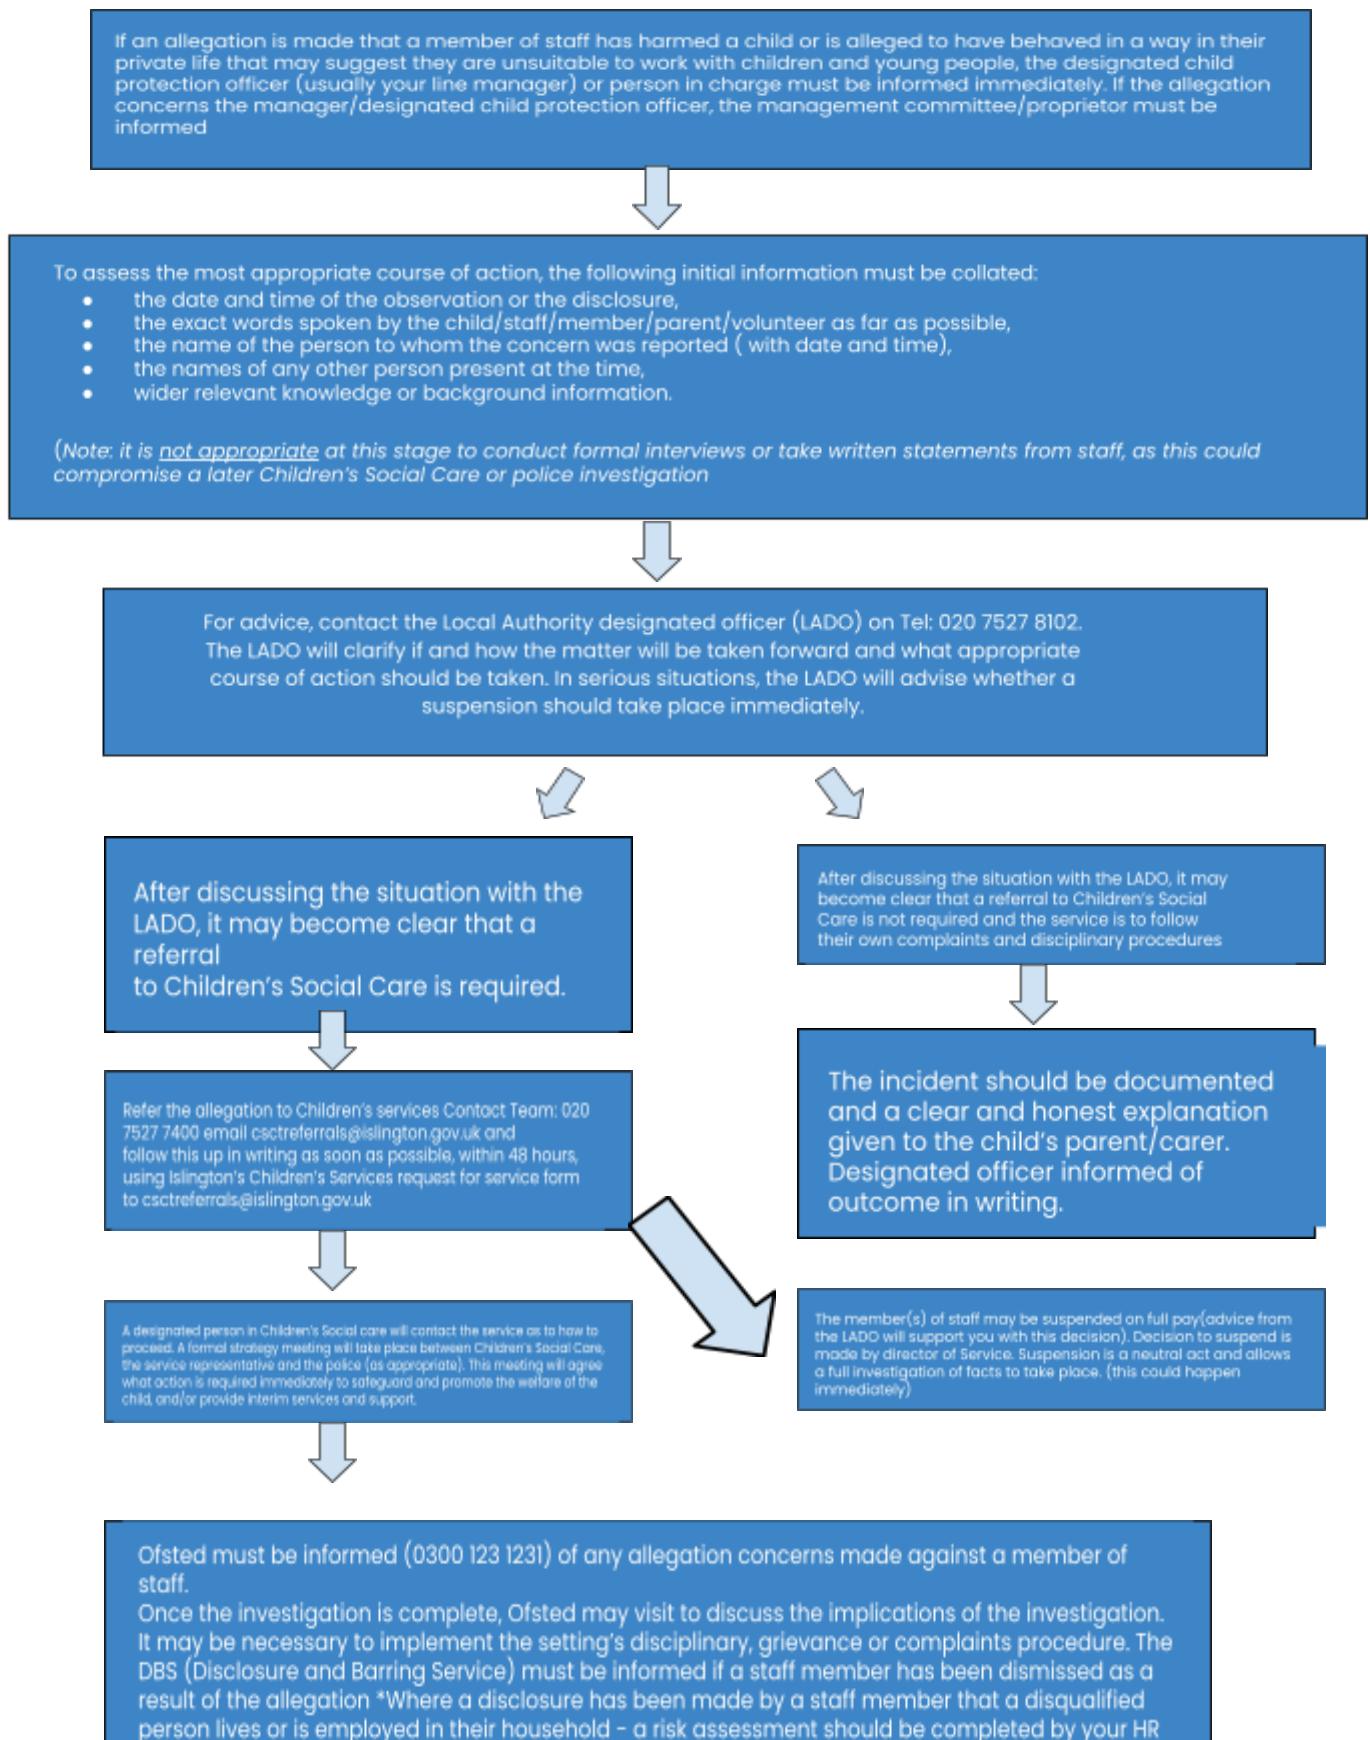 If an allegation is made that a member of staff has harmed a child or is alleged to have behaved in a way in their
private life that may suggest they are unsuitable to work with children and young people, the designated child
protection officer (usually your line manager) or person in charge must be informed immediately. If the allegation
concerns the manager/designated child protection officer, the management committee/proprietor must be
informed
To assess the most appropriate course of action, the following initial information must be collated:
● the date and time of the observation or the disclosure,
● the exact words spoken by the child/staff/member/parent/volunteer as far as possible,
● the name of the person to whom the concern was reported ( with date and time),
● the names of any other person present at the time,
● wider relevant knowledge or background information.
(Note: it is not appropriate at this stage to conduct formal interviews or take written statements from staff, as this could
compromise a later Children's Social Care or police investigation
For advice, contact the Local Authority designated officer (LADO) on Tel: 020 7527 8102.
The LADO will clarify if and how the matter will be taken forward and what appropriate
course of action should be taken. In serious situations, the LADO will advise whether a
suspension should take place immediately.
After discussing the situation with the
LADO, it may become clear that a
referral
to Children's Social Care is required.
Refer the allegation to Children's services Contact Team: 020
7527 7400 email csctreferrals@islington.gov.uk and
follow this up in writing as soon as possible, within 48 hours,
using Islington's Children's Services request for service form
to csctreferrals@islington.gov.uk
A designated person in Children's Social care will contact the service as to how to
proceed. A formal strategy meeting will take place between Children's Social Care,
the service representative and the police (as appropriate). This meeting will agree
what action is required immediately to safeguard and promote the welfare of the
child, and/or provide interim services and support.
After discussing the situation with the LADO, it may
become clear that a referral to Children's Social
Care is not required and the service is to follow
their own complaints and disciplinary procedures
The incident should be documented
and a clear and honest explanation
given to the child's parent/carer.
Designated officer informed of
outcome in writing.
The member(s) of staff may be suspended on full pay(advice from
the LADO will support you with this decision). Decision to suspend is
made by director of Service. Suspension is a neutral act and allows
a full investigation of facts to take place. (this could happen
immediately)
Ofsted must be informed (0300 123 1231) of any allegation concerns made against a member of
staff.
Once the investigation is complete, Ofsted may visit to discuss the implications of the investigation.
It may be necessary to implement the setting's disciplinary, grievance or complaints procedure. The
DBS (Disclosure and Barring Service) must be informed if a staff member has been dismissed as a
result of the allegation *Where a disclosure has been made by a staff member that a disqualified
person lives or is employed in their household - a risk assessment should be completed by your HR